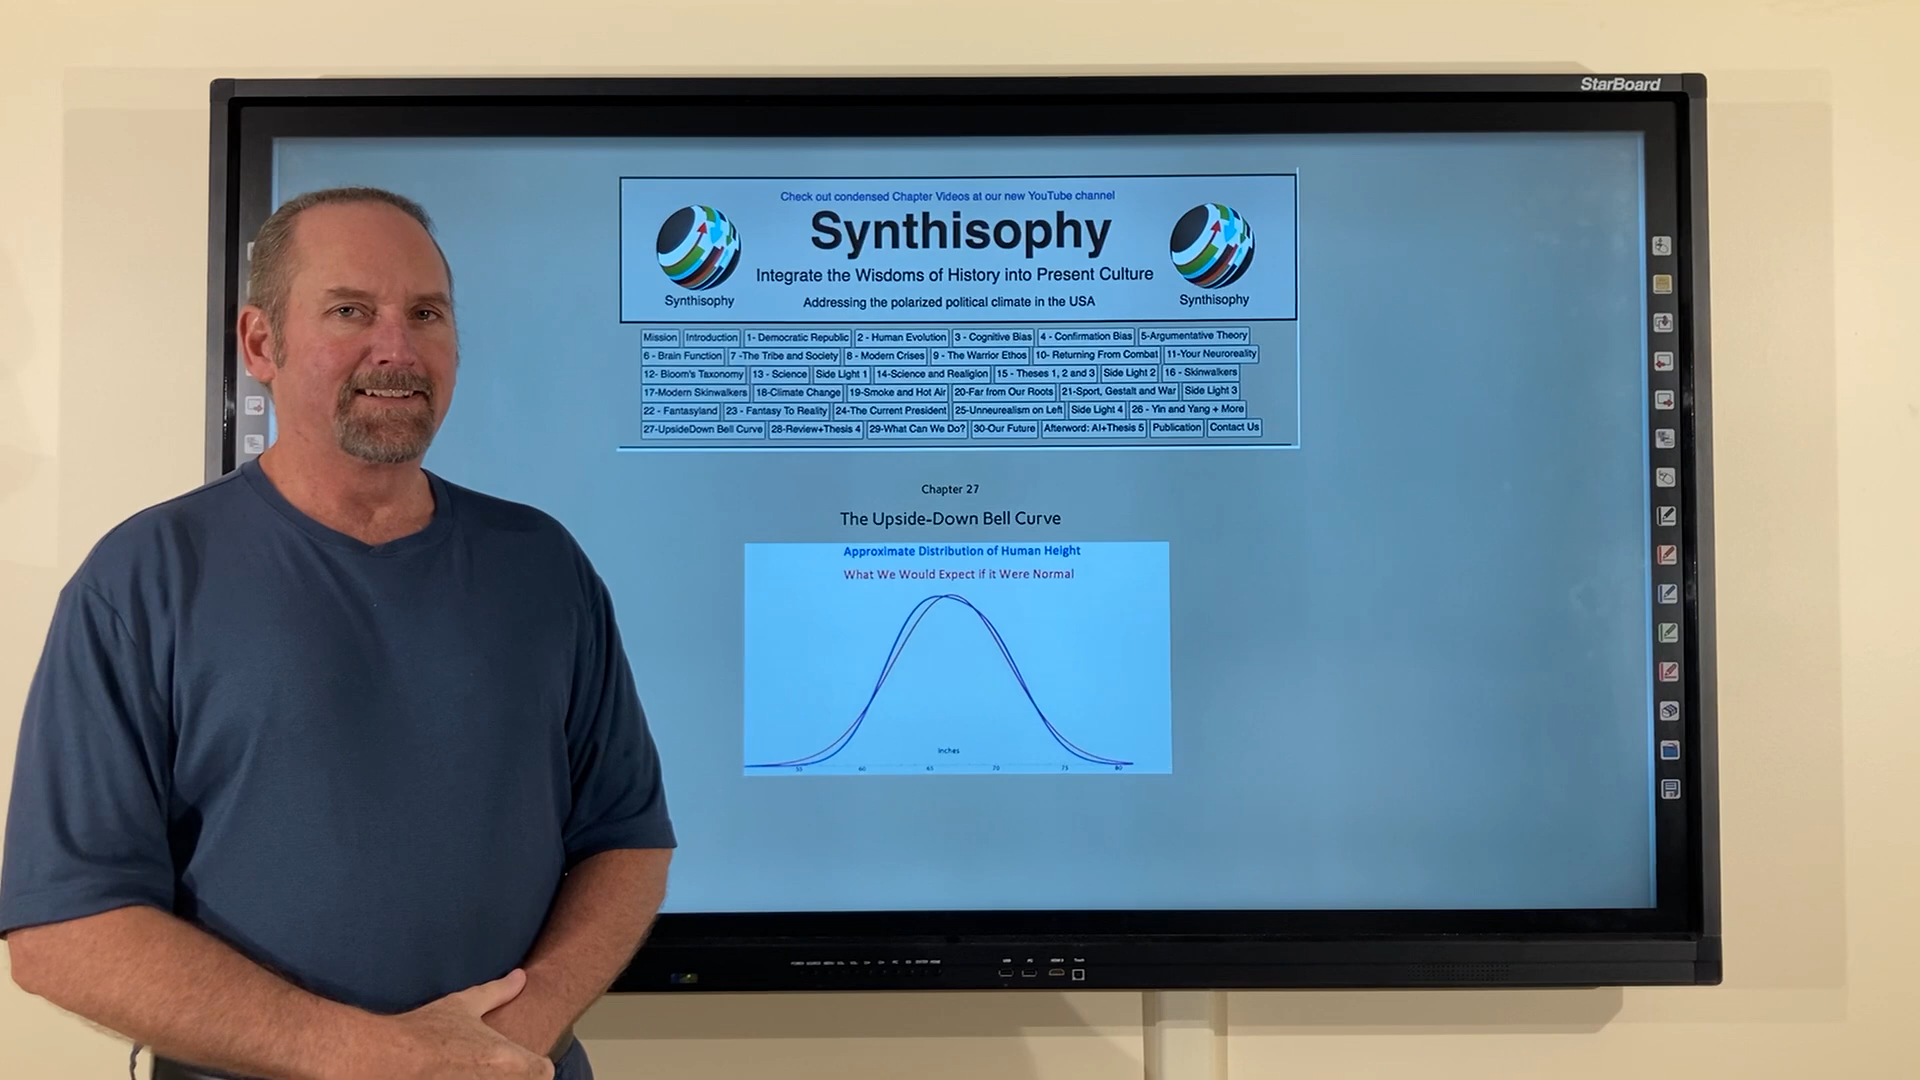 StarBoard
Check out condensed Chapter Videos at our new YouTube channel
Synthisophy
Integrate the Wisdoms of History into Present Culture
Addressing the polarized political climate in the USA
Synthisophy
Synthisophy
Mission Introduction 1- Democratic Republic 2 - Human Evolution 3 - Cognitive Bias 4 - Confirmation Bias 5-Argumentative Theory
6 - Brain Function 7 -The Tribe and Society 8 - Modern Crises 9 - The Warrior Ethos 10- Returning From Combat 11-Your Neuroreality
12- Bloom's Taxonomy 13 - Science Side Light 1 14-Science and Realigion 15 - Theses 1, 2 and 3 Side Light 2 16 - Skinwalkers
17-Modern Skinwalkers 18-Climate Change 19-Smoke and Hot Air 20-Far from Our Roots 21-Sport, Gestalt and War Side Light 3
22 - Fantasyland 23 - Fantasy To Reality 24-The Current President 25-Unneurealism on Left Side Light 4 26 - Yin and Yang + More
27-UpsideDown Bell Curve 28-Review+Thesis 4 29-What Can We Do? 30-Our Future Afterword: AI+Thesis 5 Publication Contact Us
Chapter 27
The Upside-Down Bell Curve
Approximate Distribution of Human Height
What We Would Expect if it Were Normal
Inches
55 60 65 70 75 80